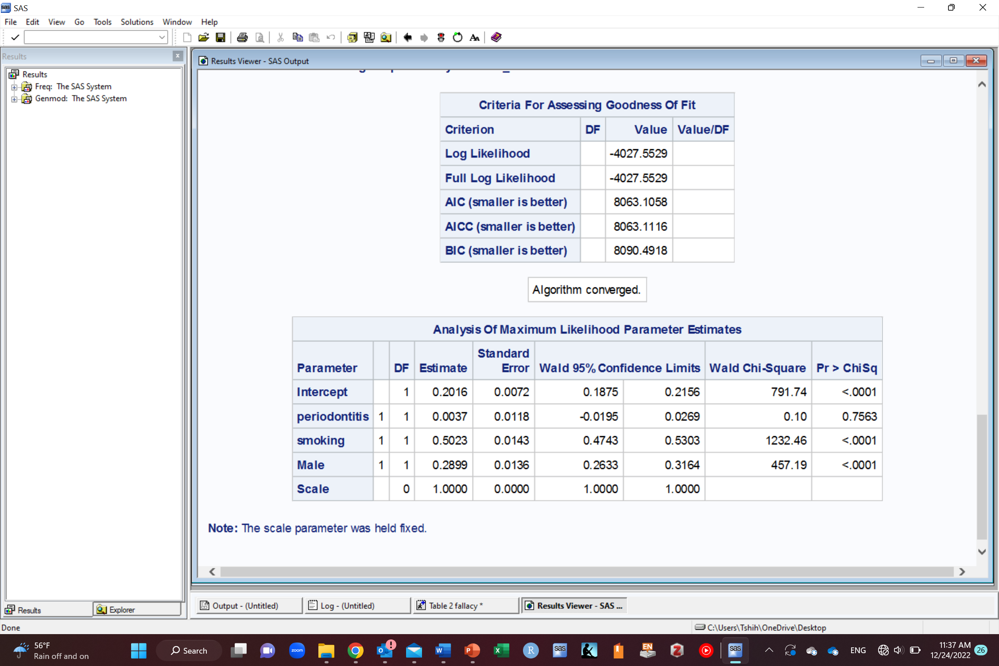 SAS
File Edit View Go Tools Solutions Window Help
Results
Results
Freq: The SAS System
Genmod: The SAS System
Results Viewer - SAS Output
Criteria For Assessing Goodness Of Fit
Criterion DF Value Value/DF
Log Likelihood -4027.5529
Full Log Likelihood -4027.5529
AIC (smaller is better) 8063.1058
AICC (smaller is better) 8063.1116
BIC (smaller is better) 8090.4918
Algorithm converged.
Analysis Of Maximum Likelihood Parameter Estimates
Parameter DF Estimate Standard Error Wald 95% Confidence Limits Wald Chi-Square Pr > ChiSq
Intercept 1 0.2016 0.0072 0.1875 0.2156 791.74 <.0001
periodontitis 1 1 0.0037 0.0118 -0.0195 0.0269 0.10 0.7563
smoking 1 1 0.5023 0.0143 0.4743 0.5303 1232.46 <.0001
Male 1 1 0.2899 0.0136 0.2633 0.3164 457.19 <.0001
Scale 0 1.0000 0.0000 1.0000 1.0000
Note: The scale parameter was held fixed.
Results Explorer
Output - (Untitled) Log - (Untitled) Table 2 fallacy * Results Viewer - SAS ...
Done C:\Users\Tshih\OneDrive\Desktop
56°F
Rain off and on
Search
zoom
EN
sas
sas
ENG
11:37 AM
12/24/2022
26